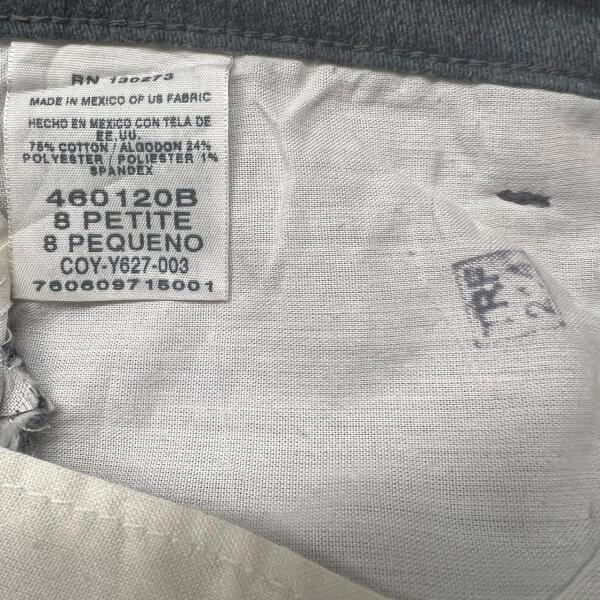 RN 130273
MADE IN MEXICO OF US FABRIC
HECHO EN MEXICO CON TELA DE
EE.UU.
75% COTTON / ALGODON 24%
POLYESTER / POLIESTER 1%
SPANDEX
460120B
8 PETITE
8 PEQUENO
COY-Y627-003
760609715001
TRP